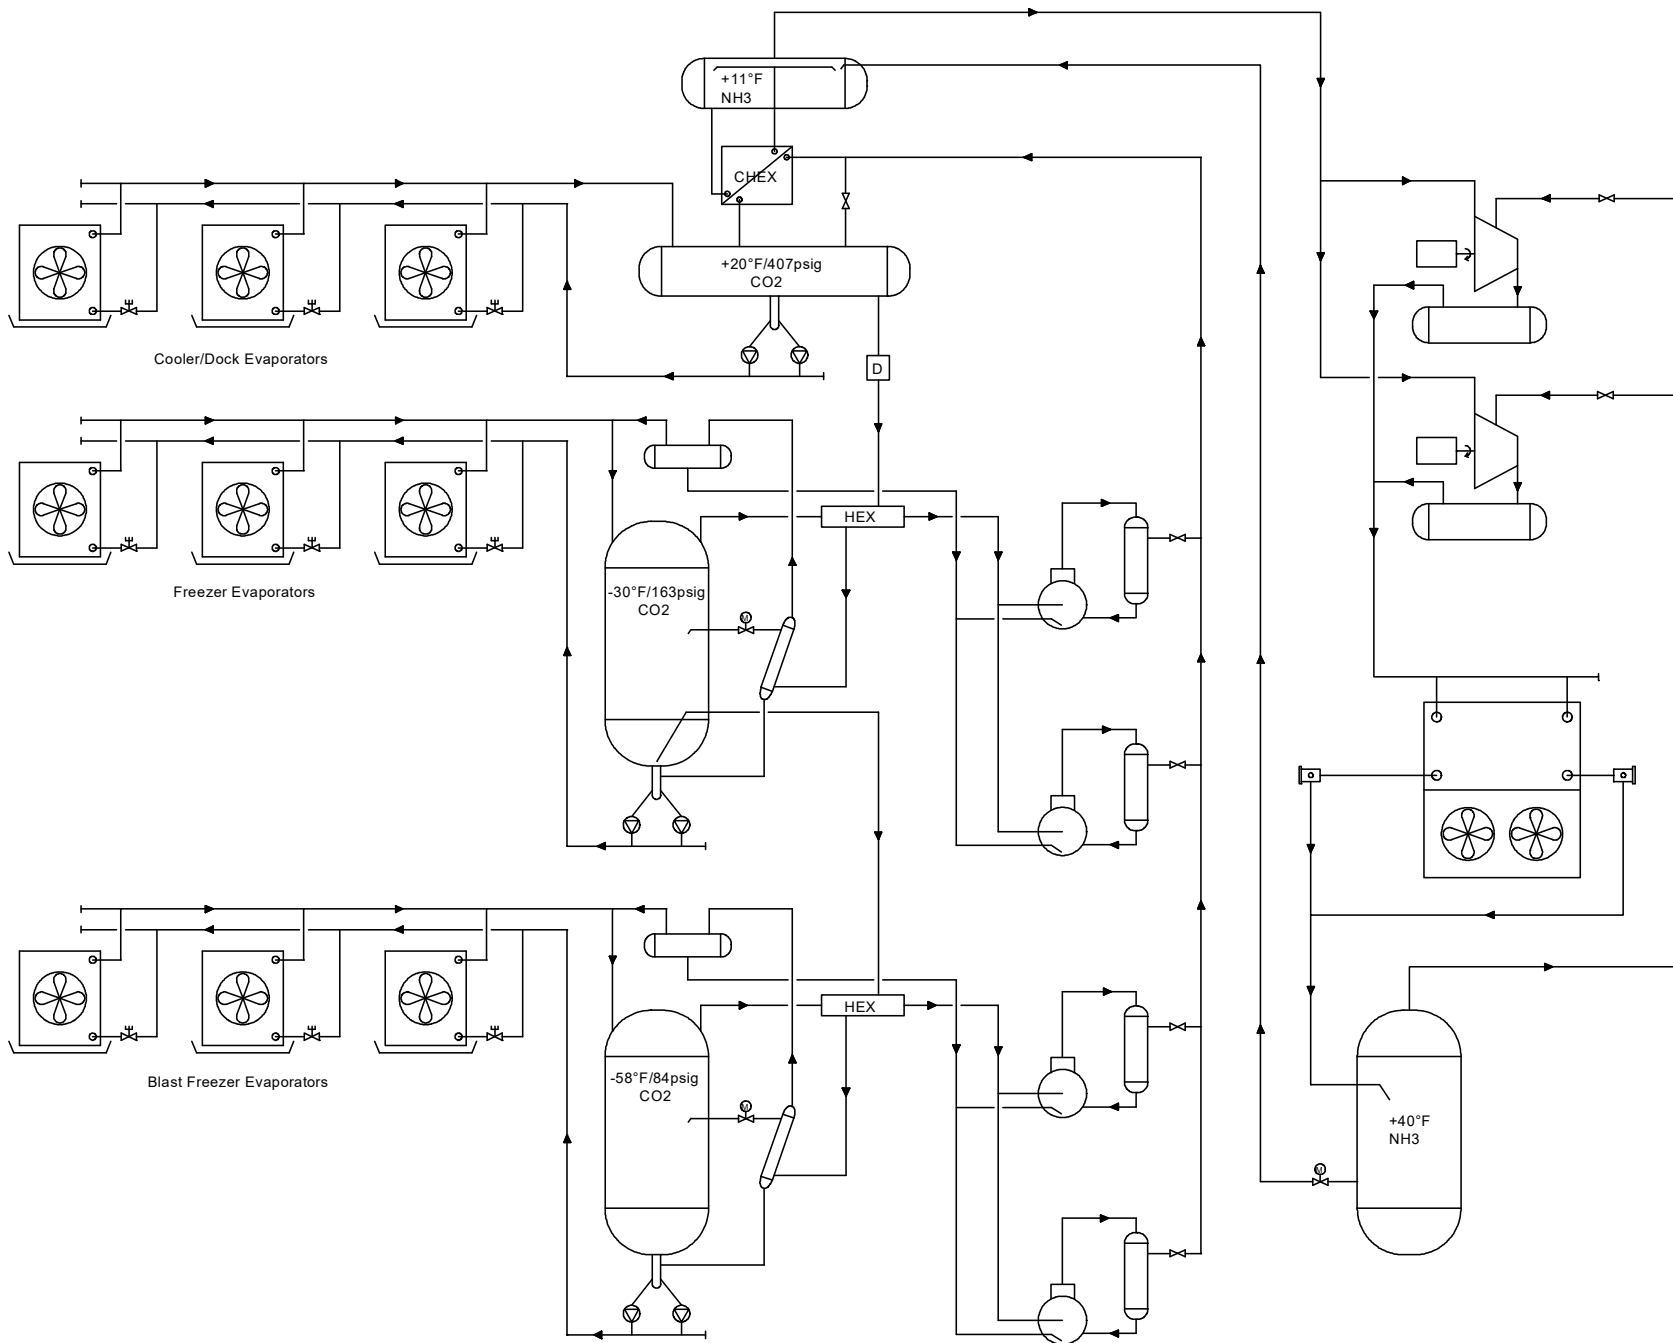 +11°F
NH3
CHEX
+20°F/407psig
CO2
Cooler/Dock Evaporators
D
HEX
-30°F/163psig
CO2
M
Freezer Evaporators
HEX
-58°F/84psig
CO2
M
Blast Freezer Evaporators
+40°F
NH3
M